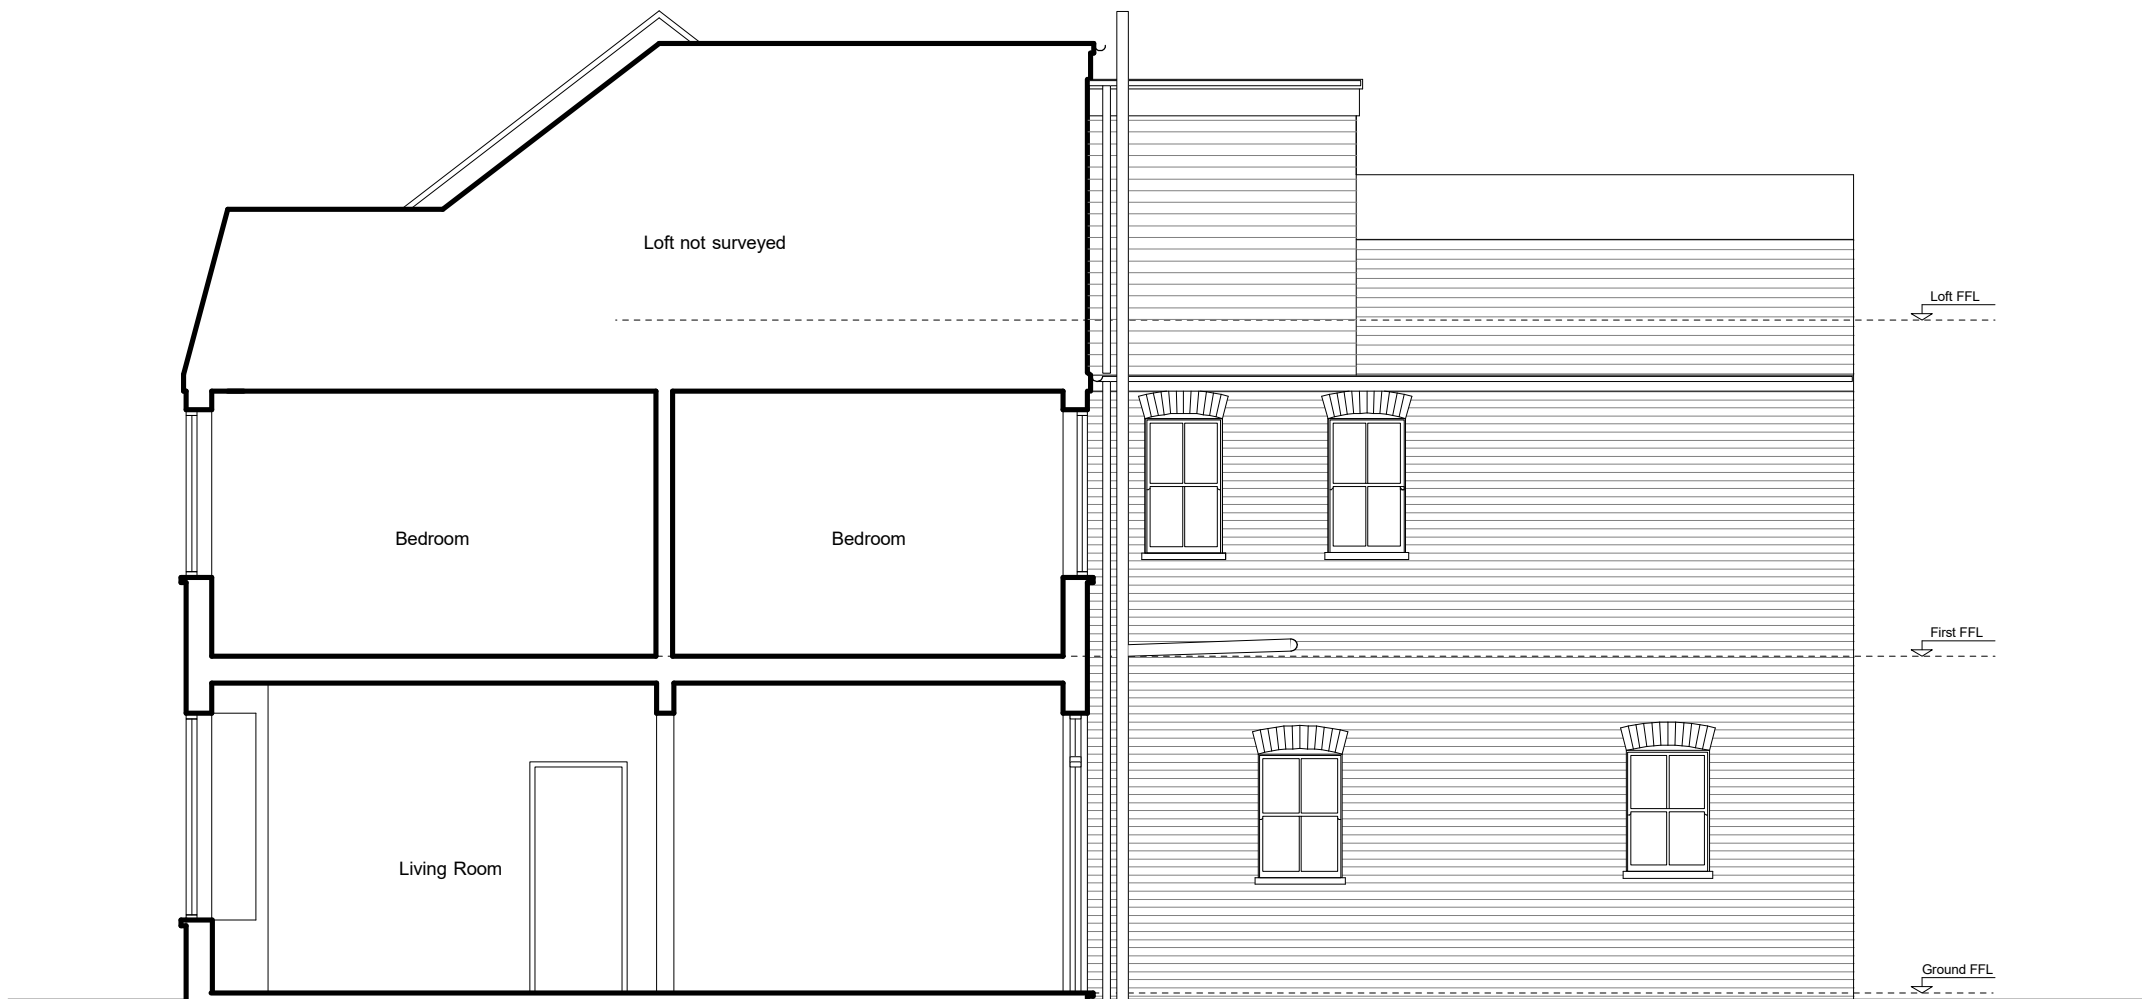 Loft not surveyed
Loft FFL
Bedroom
Bedroom
First FFL
Living Room
Ground FFL